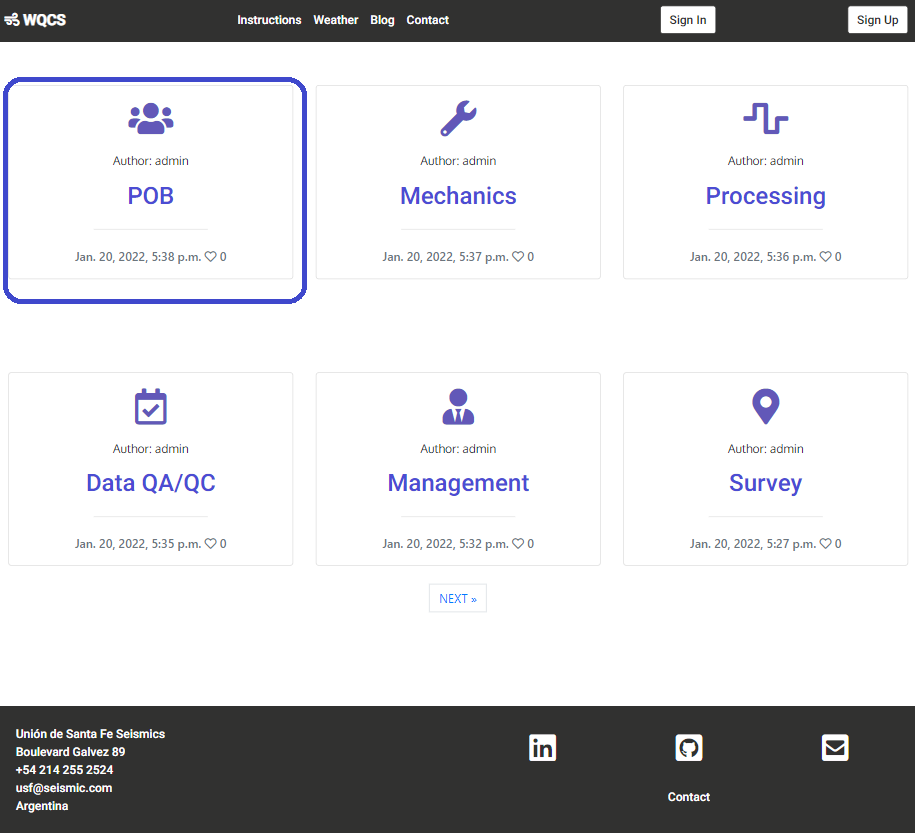 WQCS Instructions Weather Blog Contact Sign In Sign Up
Author: admin
POB
Jan. 20, 2022, 5:38 p.m. 0
Author: admin
Mechanics
Jan. 20, 2022, 5:37 p.m. 0
Author: admin
Processing
Jan. 20, 2022, 5:36 p.m. 0
Author: admin
Data QA/QC
Jan. 20, 2022, 5:35 p.m. 0
Author: admin
Management
Jan. 20, 2022, 5:32 p.m. 0
Author: admin
Survey
Jan. 20, 2022, 5:27 p.m. 0
NEXT »
Unión de Santa Fe Seismics
Boulevard Galvez 89
+54 214 255 2524
usf@seismic.com
Argentina
in
Contact